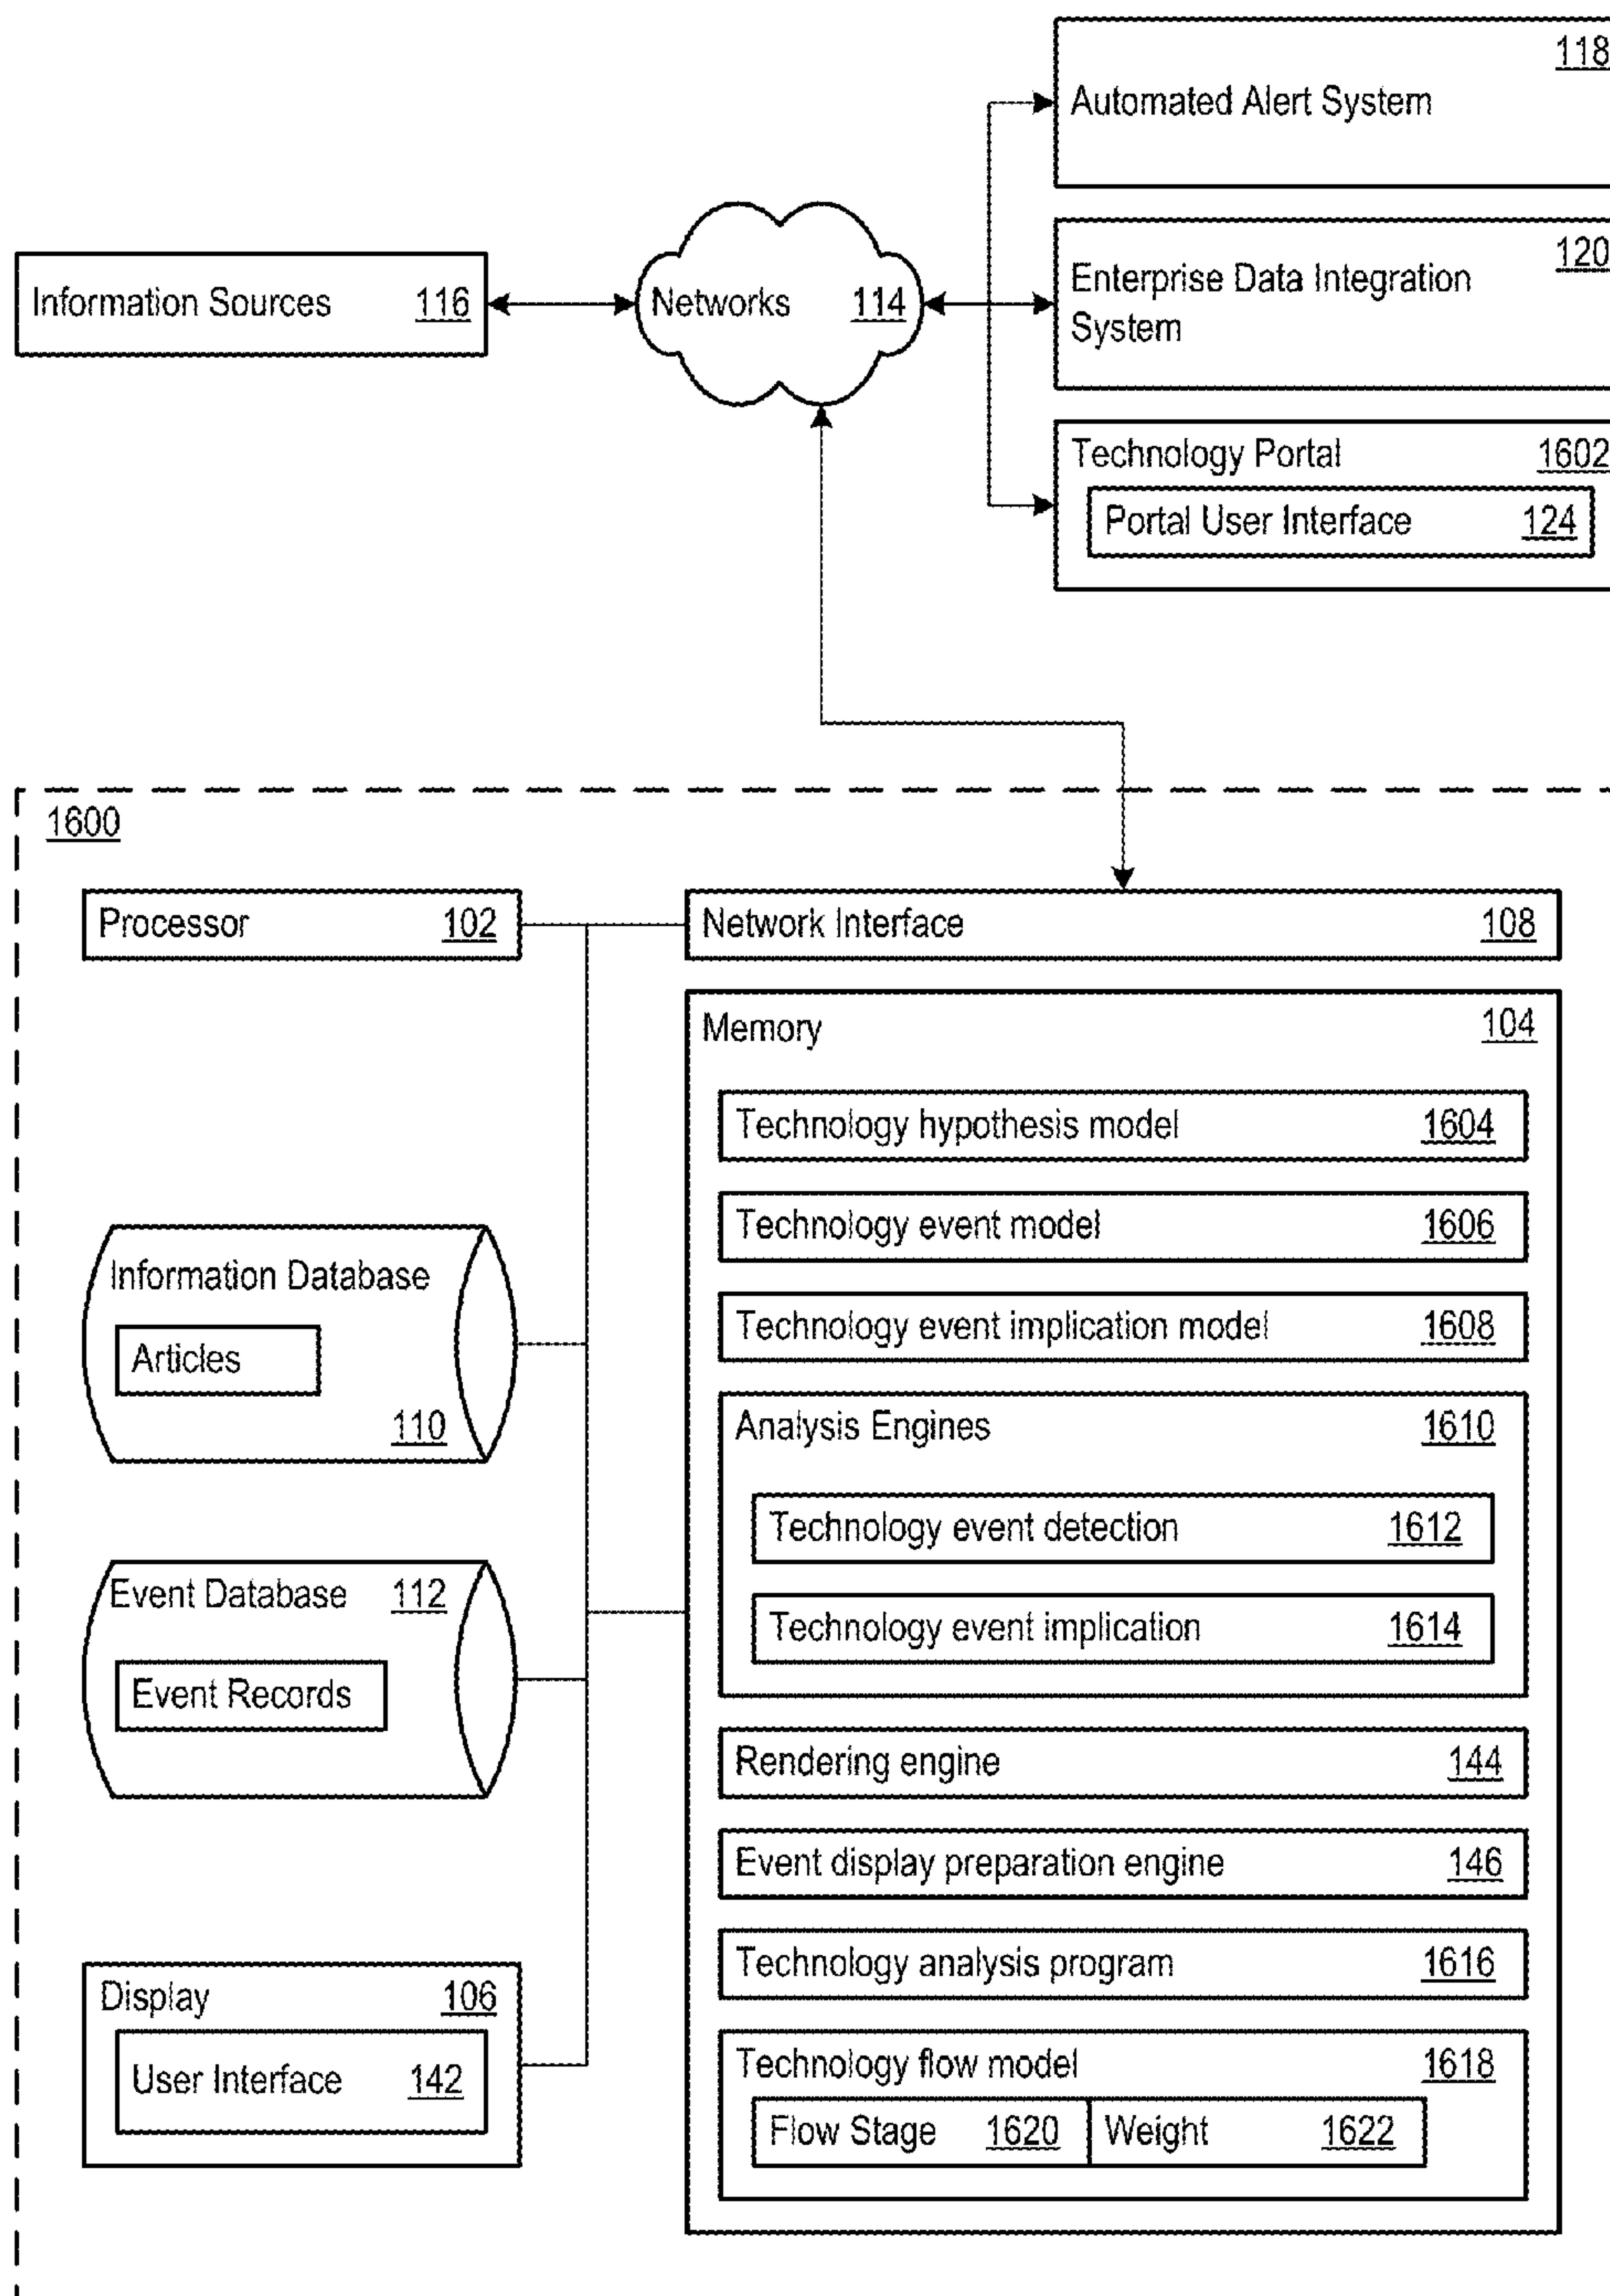 118
Automated Alert System
120
Enterprise Data Integration
System
Information Sources 116
Networks 114
Technology Portal 1602
Portal User Interface 124
1600
Processor 102
Network Interface 108
Memory 104
Technology hypothesis model 1604
Technology event model 1606
Technology event implication model 1608
Analysis Engines 1610
Technology event detection 1612
Technology event implication 1614
Rendering engine 144
Event display preparation engine 146
Technology analysis program 1616
Technology flow model 1618
Flow Stage 1620 Weight 1622
Information Database
Articles
110
Event Database 112
Event Records
Display 106
User Interface 142